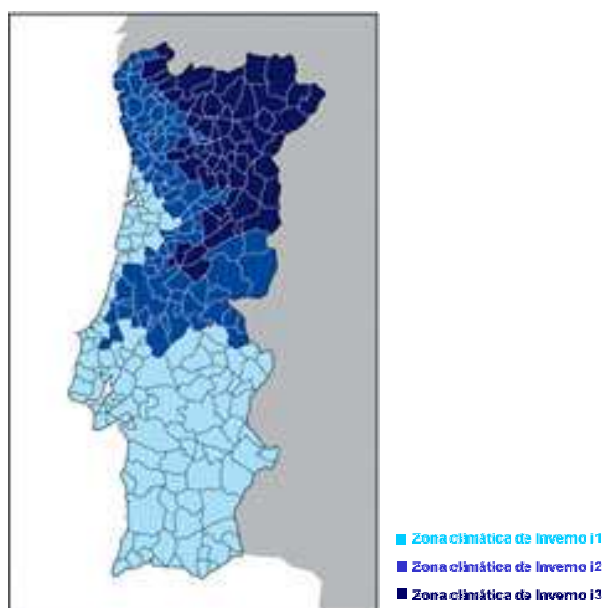 Zona climática de Inverno i1
Zona climática de Inverno i2
Zona climática de Inverno i3